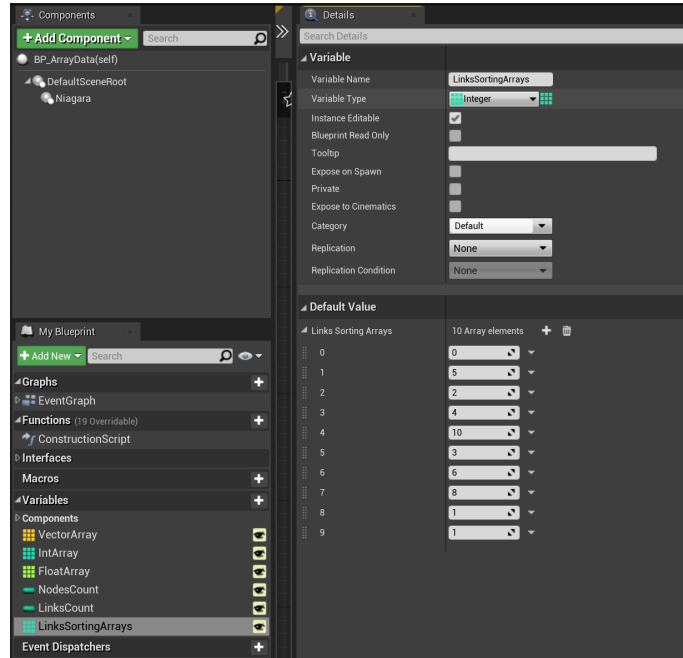 Components
+Add Component
Search
BP_ArrayData(self)
DefaultSceneRoot
Niagara
My Blueprint
+Add New
Search
Graphs
EventGraph
Functions (19 Overridable)
ConstructionScript
Interfaces
Macros
Variables
Components
VectorArray
IntArray
FloatArray
NodesCount
LinksCount
LinksSortingArrays
Event Dispatchers
Details
Search Details
Variable
Variable Name LinksSortingArrays
Variable Type Integer
Instance Editable
Blueprint Read Only
Tooltip
Expose on Spawn
Private
Expose to Cinematics
Category Default
Replication None
Replication Condition None
Default Value
Links Sorting Arrays 10 Array elements
0 0
1 5
2 2
3 4
4 10
5 3
6 6
7 8
8 1
9 1